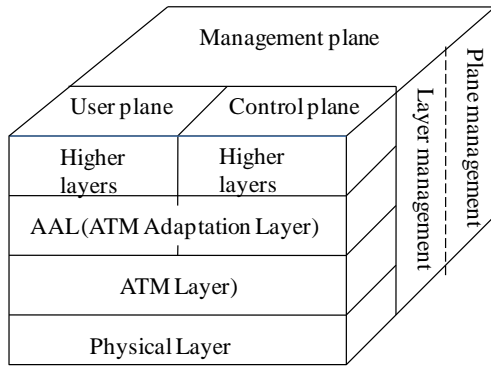 Management plane
User plane
Control plane
Higher
layers
Higher
layers
AAL(ATM Adaptation Layer)
ATM Layer)
Physical Layer
Layer management
Plane management